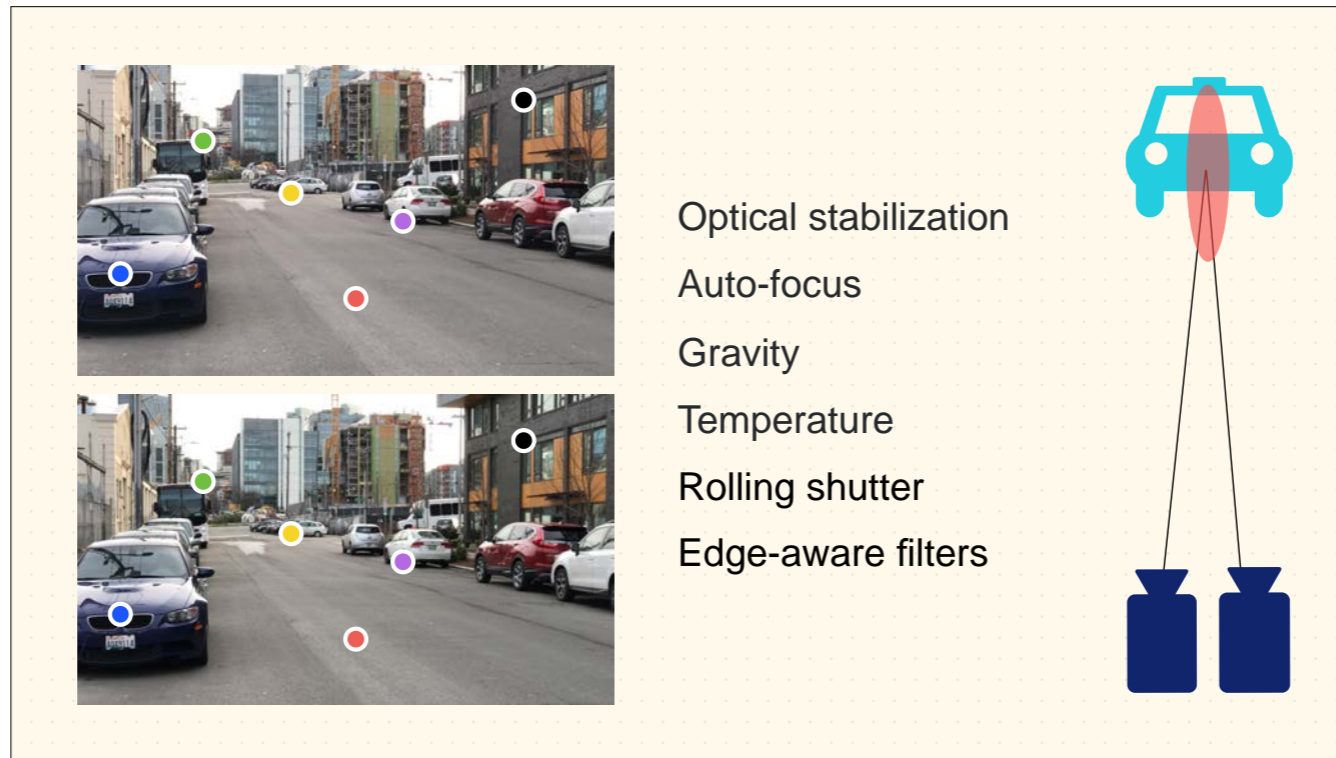 Optical stabilization
Auto-focus
Gravity
Temperature
Rolling shutter
Edge-aware filters